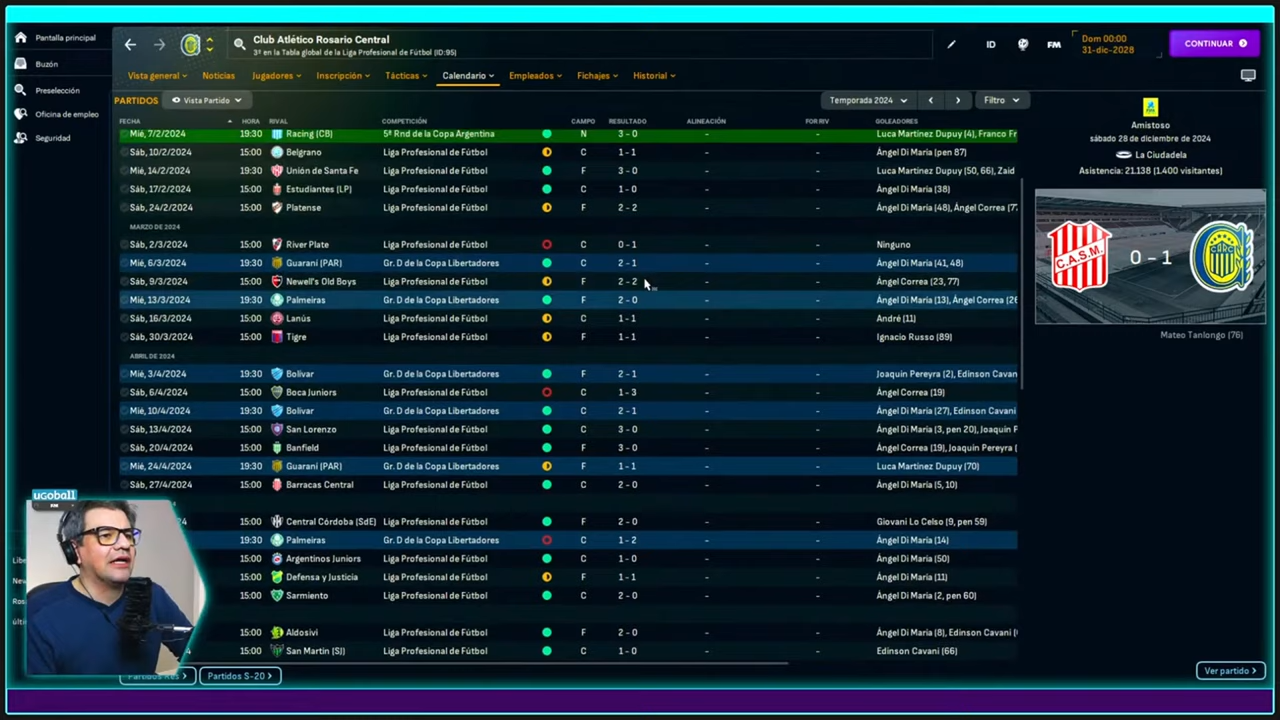 Pantalla principal
Buzón
Preselección
Oficina de empleo
Seguridad
Club Atlético Rosario Central
3º en la Tabla global de la Liga Profesional de Fútbol (ID:95)
ID
FM
Dom 00:00
31-dic-2028
CONTINUAR
Vista general Noticias Jugadores Inscripción Tácticas Calendario Empleados Fichajes Historial
PARTIDOS Vista Partido Temporada 2024 Filtro
FECHA HORA RIVAL COMPETICIÓN CAMPO RESULTADO ALINEACIÓN FOR RIV GOLEADORES
Mié, 7/2/2024 19:30 Racing (CB) 5ª Rnd de la Copa Argentina N 3 - 0 - - Luca Martínez Dupuy (4), Franco Fr
Sáb, 10/2/2024 15:00 Belgrano Liga Profesional de Fútbol C 1 - 1 - - Ángel Di María (pen 87)
Mié, 14/2/2024 19:30 Unión de Santa Fe Liga Profesional de Fútbol F 3 - 0 - - Luca Martínez Dupuy (50, 66), Zaid
Sáb, 17/2/2024 15:00 Estudiantes (LP) Liga Profesional de Fútbol C 1 - 0 - - Ángel Di María (38)
Sáb, 24/2/2024 15:00 Platense Liga Profesional de Fútbol F 2 - 2 - - Ángel Di María (48), Ángel Correa (77
MARZO DE 2024
Sáb, 2/3/2024 15:00 River Plate Liga Profesional de Fútbol C 0 - 1 - - Ninguno
Mié, 6/3/2024 19:30 Guaraní (PAR) Gr. D de la Copa Libertadores C 2 - 1 - - Ángel Di María (41, 48)
Sáb, 9/3/2024 15:00 Newell's Old Boys Liga Profesional de Fútbol F 2 - 2 - - Ángel Correa (23, 77)
Mié, 13/3/2024 19:30 Palmeiras Gr. D de la Copa Libertadores F 2 - 0 - - Ángel Di María (13), Ángel Correa (26
Sáb, 16/3/2024 15:00 Lanús Liga Profesional de Fútbol C 1 - 1 - - André (11)
Sáb, 30/3/2024 15:00 Tigre Liga Profesional de Fútbol F 1 - 1 - - Ignacio Russo (89)
ABRIL DE 2024
Mié, 3/4/2024 19:30 Bolívar Gr. D de la Copa Libertadores F 2 - 1 - - Joaquín Pereyra (2), Edinson Cavan
Sáb, 6/4/2024 15:00 Boca Juniors Liga Profesional de Fútbol C 1 - 3 - - Ángel Correa (19)
Mié, 10/4/2024 19:30 Bolívar Gr. D de la Copa Libertadores C 2 - 1 - - Ángel Di María (27), Edinson Cavani
Sáb, 13/4/2024 15:00 San Lorenzo Liga Profesional de Fútbol C 3 - 0 - - Ángel Di María (3, pen 20), Joaquín P
Sáb, 20/4/2024 15:00 Banfield Liga Profesional de Fútbol F 3 - 0 - - Ángel Correa (19), Joaquín Pereyra (
Mié, 24/4/2024 19:30 Guaraní (PAR) Gr. D de la Copa Libertadores F 1 - 1 - - Luca Martínez Dupuy (70)
Sáb, 27/4/2024 15:00 Barracas Central Liga Profesional de Fútbol C 2 - 0 - - Ángel Di María (5, 10)
15:00 Central Córdoba (SdE) Liga Profesional de Fútbol F 2 - 0 - - Giovani Lo Celso (9, pen 59)
19:30 Palmeiras Gr. D de la Copa Libertadores C 1 - 2 - - Ángel Di María (14)
15:00 Argentinos Juniors Liga Profesional de Fútbol C 1 - 0 - - Ángel Di María (50)
15:00 Defensa y Justicia Liga Profesional de Fútbol F 1 - 1 - - Ángel Di María (11)
15:00 Sarmiento Liga Profesional de Fútbol C 2 - 0 - - Ángel Di María (2, pen 60)
15:00 Aldosivi Liga Profesional de Fútbol F 2 - 0 - - Ángel Di María (8), Edinson Cavani (
15:00 San Martín (SJ) Liga Profesional de Fútbol C 1 - 0 - - Edinson Cavani (66)
Partidos Res Partidos S-20
Amistoso
sábado 28 de diciembre de 2024
La Ciudadela
Asistencia: 21.138 (1.400 visitantes)
C.A.S.M.
0 - 1
Mateo Tanlongo (76)
Ver partido
ugoball
FM